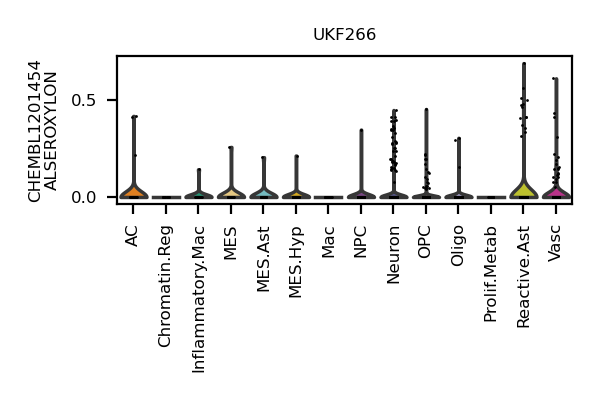 UKF266
CHEMBL1201454
ALSEROXYLON
0.5
0.0
AC
Chromatin.Reg
Inflammatory.Mac
MES
MES.Ast
MES.Hyp
Mac
NPC
Neuron
OPC
Oligo
Prolif.Metab
Reactive.Ast
Vasc